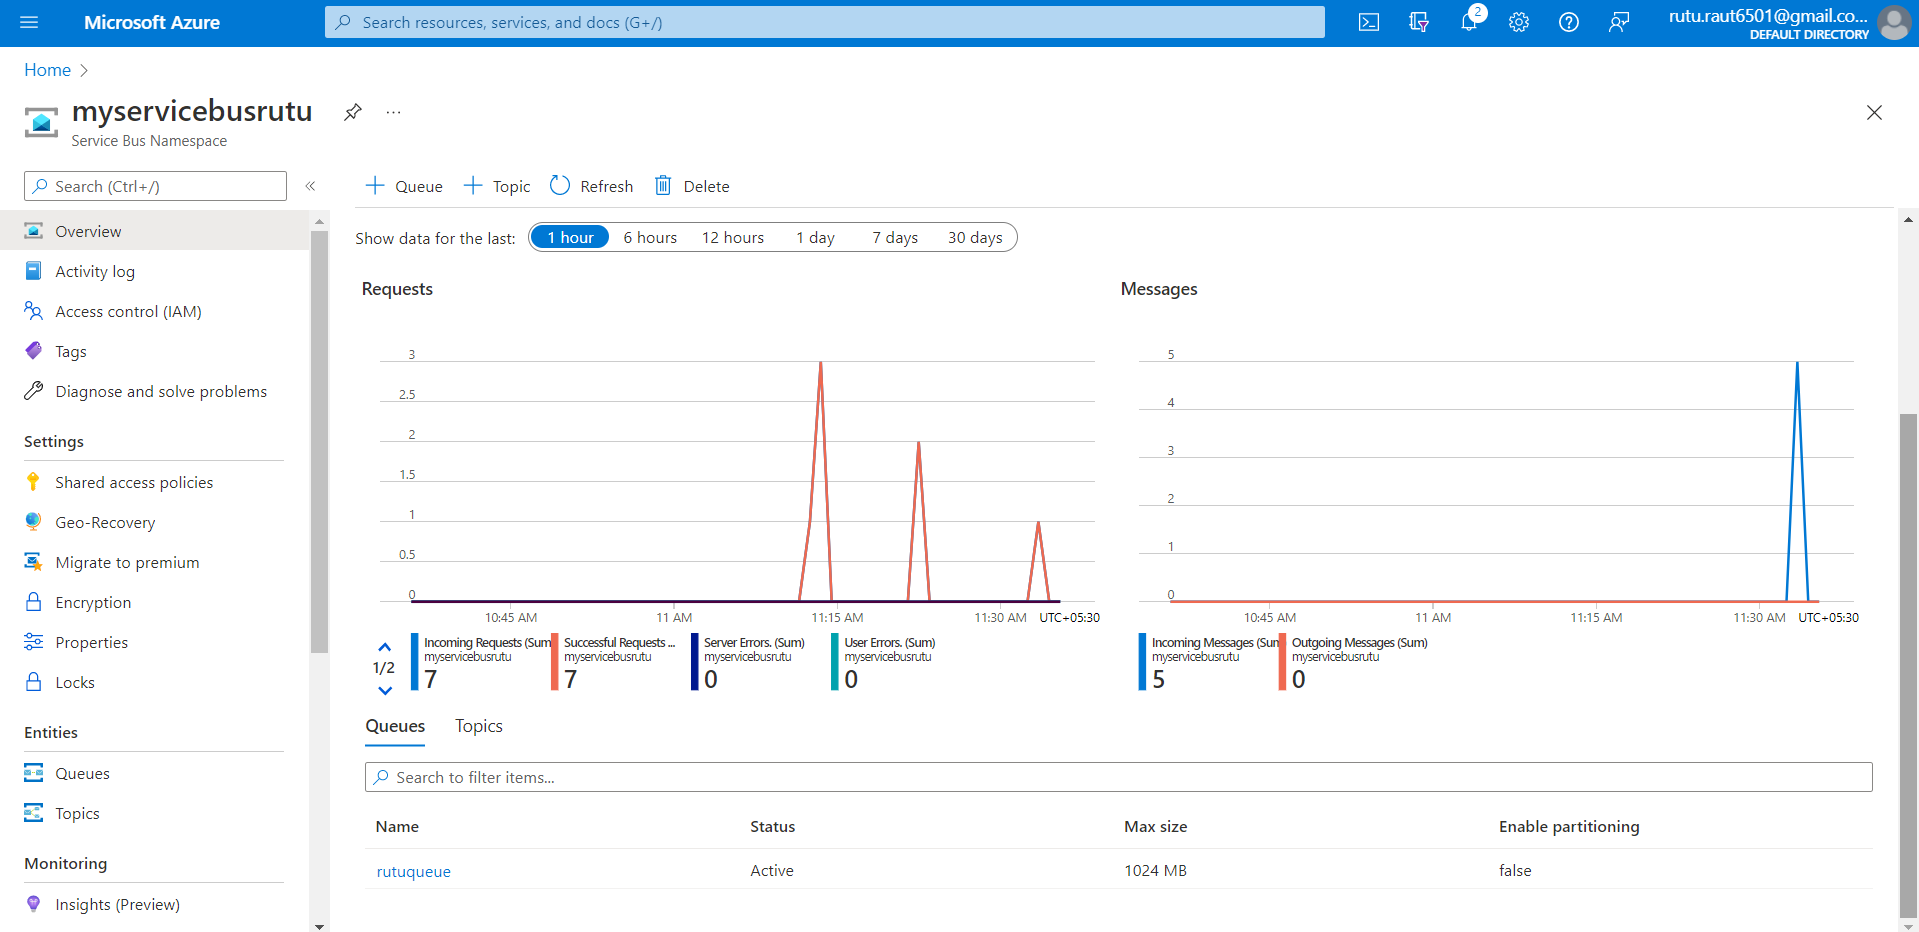 Microsoft Azure
Search resources, services, and docs (G+/)
2
rutu.raut6501@gmail.co...
DEFAULT DIRECTORY
Home
myservicebusrutu
...
Service Bus Namespace
Search (Ctrl+/)
«
Overview
Activity log
Access control (IAM)
Tags
Diagnose and solve problems
Settings
Shared access policies
Geo-Recovery
Migrate to premium
Encryption
Properties
Locks
Entities
Queues
Topics
Monitoring
Insights (Preview)
Queue
Topic
Refresh
Delete
Show data for the last:
1 hour
6 hours
12 hours
1 day
7 days
30 days
Requests
3
2.5
2
1.5
1
0.5
0
10:45 AM
11 AM
11:15 AM
11:30 AM
UTC+05:30
1/2
Incoming Requests (Sum
myservicebusrutu
7
Successful Requests ...
myservicebusrutu
7
Server Errors. (Sum)
myservicebusrutu
0
User Errors. (Sum)
myservicebusrutu
0
Messages
5
4
3
2
1
0
10:45 AM
11 AM
11:15 AM
11:30 AM
UTC+05:30
Incoming Messages (Sum
myservicebusrutu
5
Outgoing Messages (Sum)
myservicebusrutu
0
Queues
Topics
Search to filter items...
Name Status Max size Enable partitioning
rutuqueue Active 1024 MB false